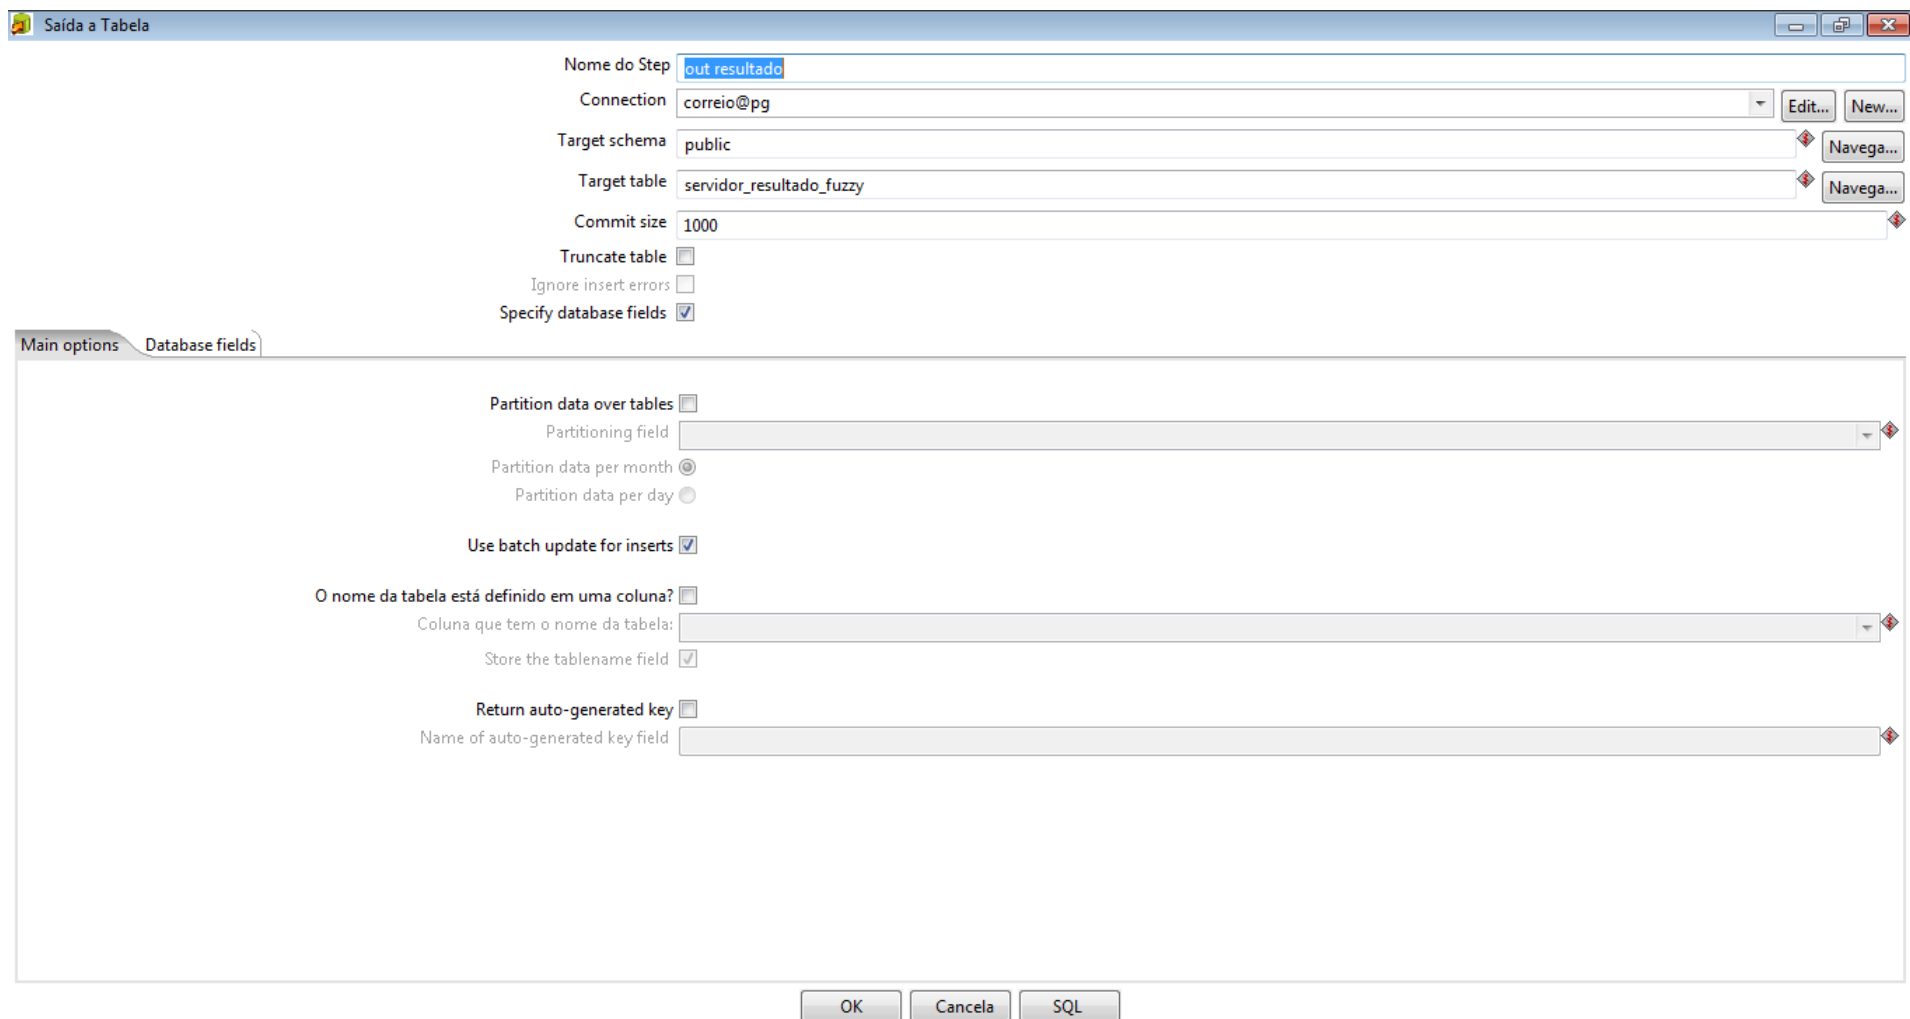 Saída a Tabela
Nome do Step out resultado
Connection correio@pg Edit... New...
Target schema public Navega...
Target table servidor_resultado_fuzzy Navega...
Commit size 1000
Truncate table
Ignore insert errors
Specify database fields
Main options Database fields
Partition data over tables
Partitioning field
Partition data per month
Partition data per day
Use batch update for inserts
O nome da tabela está definido em uma coluna?
Coluna que tem o nome da tabela:
Store the tablename field
Return auto-generated key
Name of auto-generated key field
OK Cancela SQL